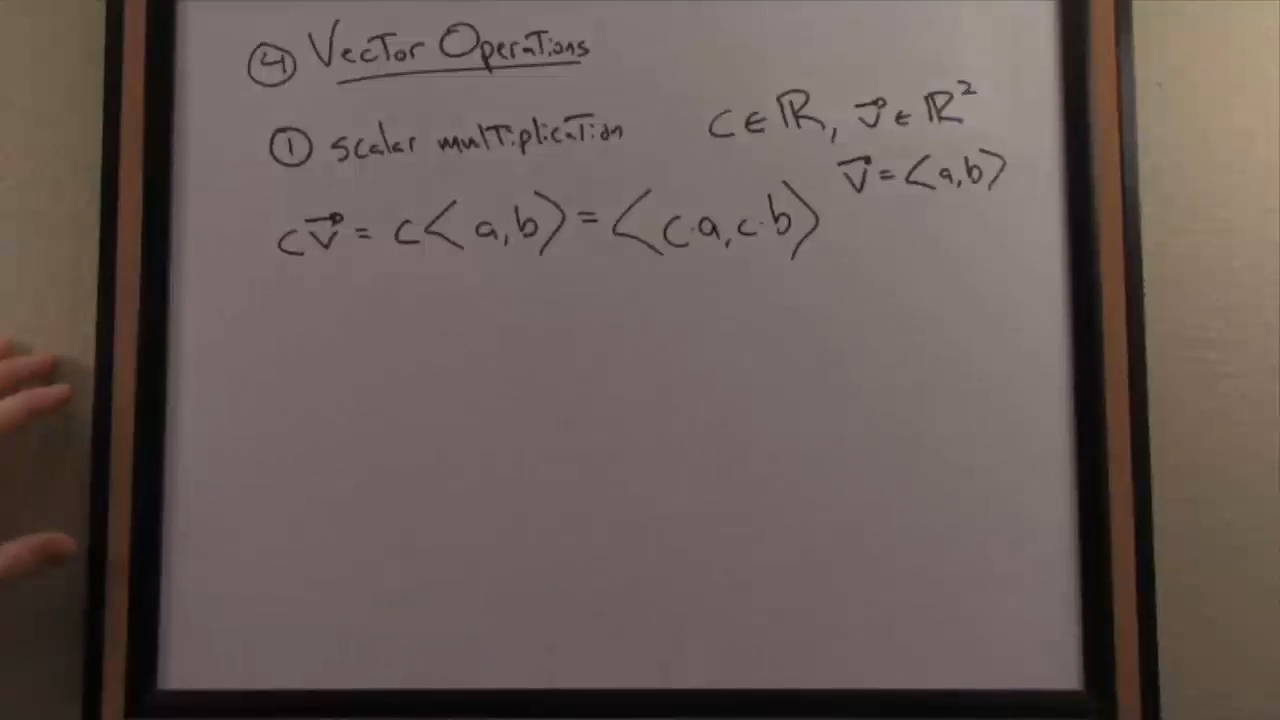 ④ Vector Operations
① scalar multiplication c ∈ ℝ, v⃗ ∈ ℝ²
v⃗ = <a,b>
cv⃗ = c<a,b> = <c·a, c·b>